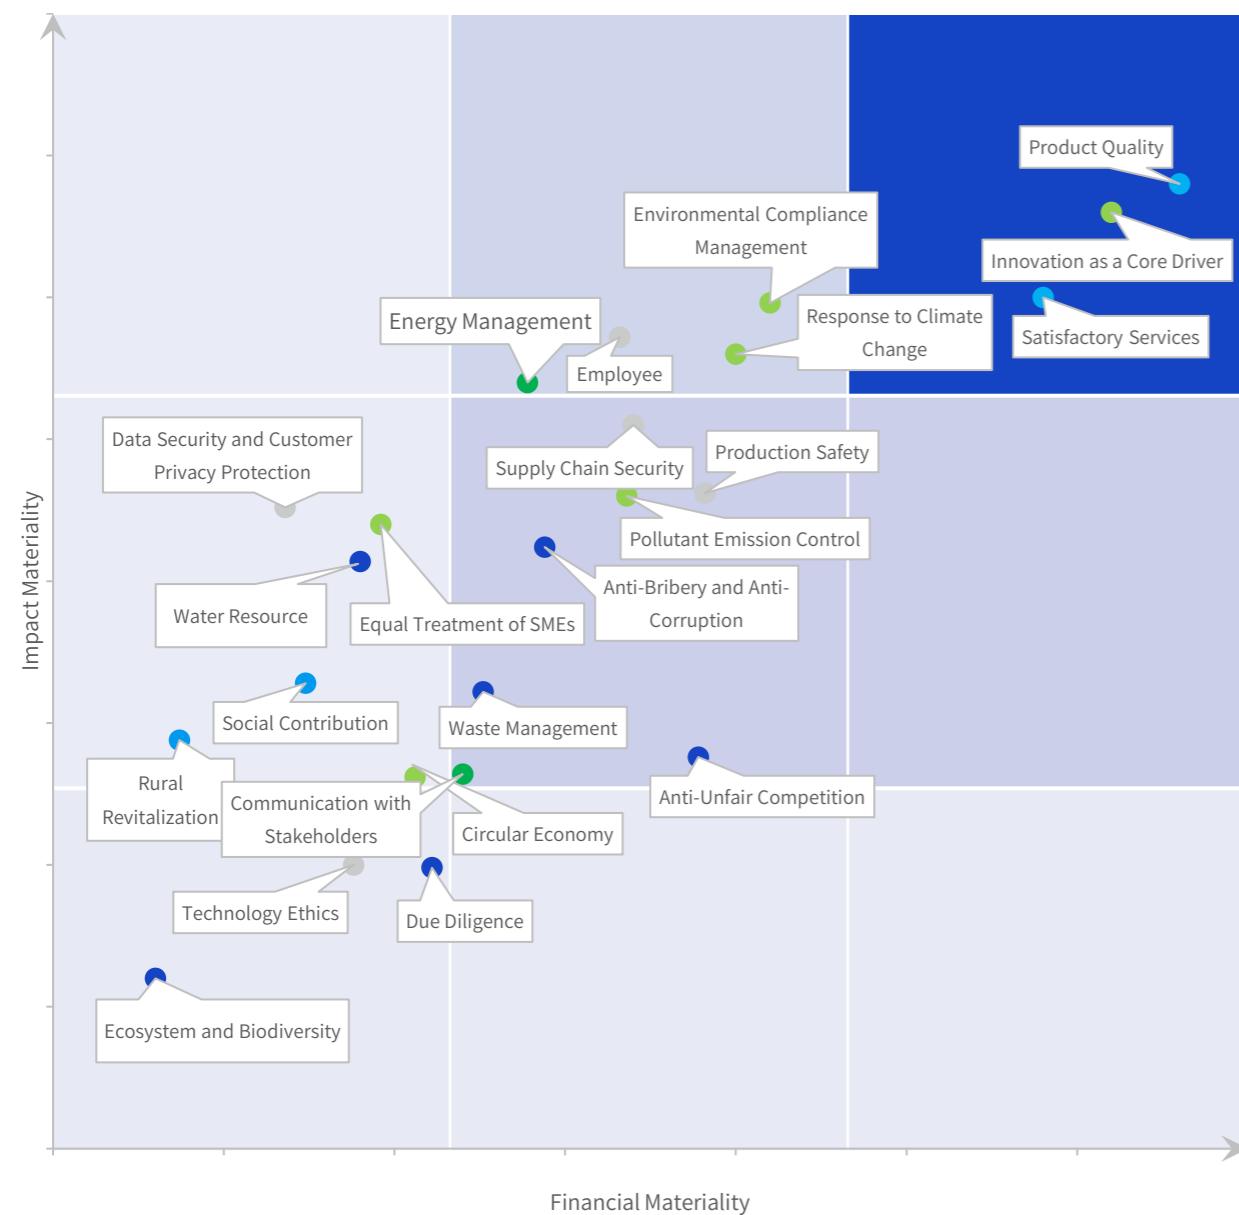 Product Quality
Environmental Compliance
Management
Innovation as a Core Driver
Energy Management
Response to Climate
Change
Satisfactory Services
Employee
Data Security and Customer
Privacy Protection
Supply Chain Security
Production Safety
Pollutant Emission Control
Impact Materiality
Water Resource
Equal Treatment of SMEs
Anti-Bribery and Anti-
Corruption
Social Contribution
Waste Management
Rural
Revitalization
Communication with
Stakeholders
Circular Economy
Anti-Unfair Competition
Technology Ethics
Due Diligence
Ecosystem and Biodiversity
Financial Materiality